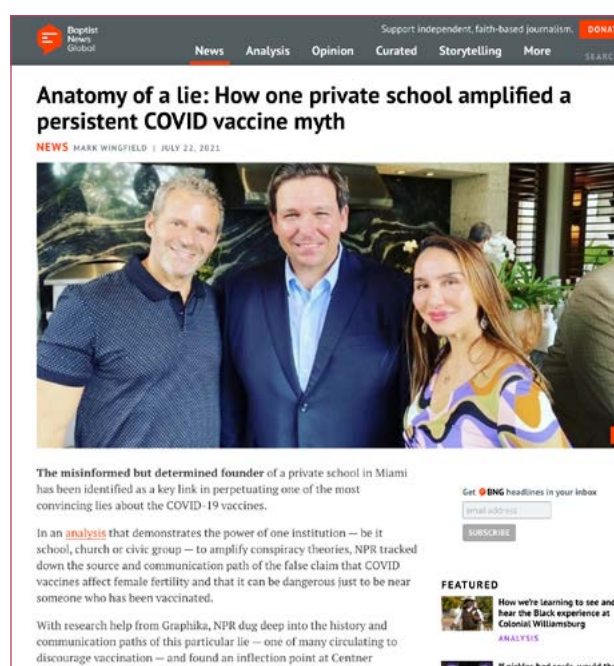 Baptist
News
Global
Support independent, faith-based journalism.
DONAT
News Analysis Opinion Curated Storytelling More
SEARC
Anatomy of a lie: How one private school amplified a
persistent COVID vaccine myth
NEWS MARK WINGFIELD | JULY 22, 2021
The misinformed but determined founder of a private school in Miami
has been identified as a key link in perpetuating one of the most
convincing lies about the COVID-19 vaccines.
In an analysis that demonstrates the power of one institution — be it
school, church or civic group — to amplify conspiracy theories, NPR tracked
down the source and communication path of the false claim that COVID
vaccines affect female fertility and that it can be dangerous just to be near
someone who has been vaccinated.
With research help from Graphika, NPR dug deep into the history and
communication paths of this particular lie — one of many circulating to
discourage vaccination — and found an inflection point at Centner
Get BNG headlines in your inbox
email address
SUBSCRIBE
FEATURED
How we're learning to see and
hear the Black experience at
Colonial Williamsburg
ANALYSIS